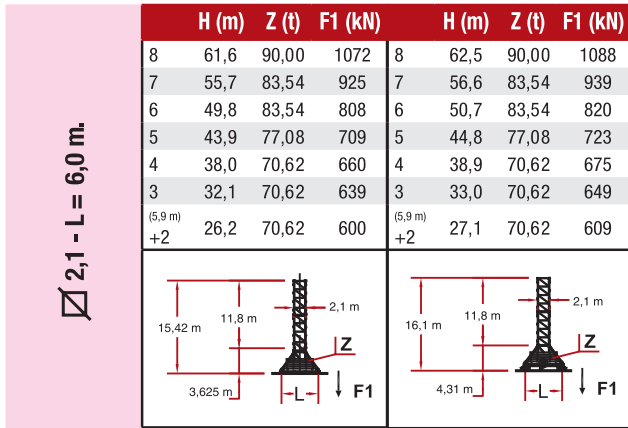 H (m) Z (t) F1 (kN) H (m) Z (t) F1 (kN)
8 61,6 90,00 1072 8 62,5 90,00 1088
7 55,7 83,54 925 7 56,6 83,54 939
6 49,8 83,54 808 6 50,7 83,54 820
5 43,9 77,08 709 5 44,8 77,08 723
4 38,0 70,62 660 4 38,9 70,62 675
3 32,1 70,62 639 3 33,0 70,62 649
(5,9 m) (5,9 m)
+2 26,2 70,62 600 +2 27,1 70,62 609
2,1 - L = 6,0 m.
15,42 m 11,8 m 2,1 m
Z
3,625 m L F1
16,1 m 11,8 m 2,1 m
Z
4,31 m L F1